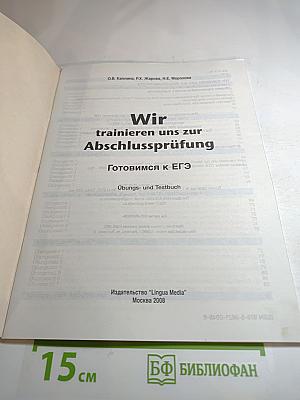 О.В. Каплина, Р.Х. Жарова, Н.Е. Морохова
Wir
trainieren uns zur
Abschlussprüfung
Готовимся к ЕГЭ
Übungs- und Testbuch
Издательство "Lingua Media"
Москва 2008
15 см
БФ БИБЛИОФАН